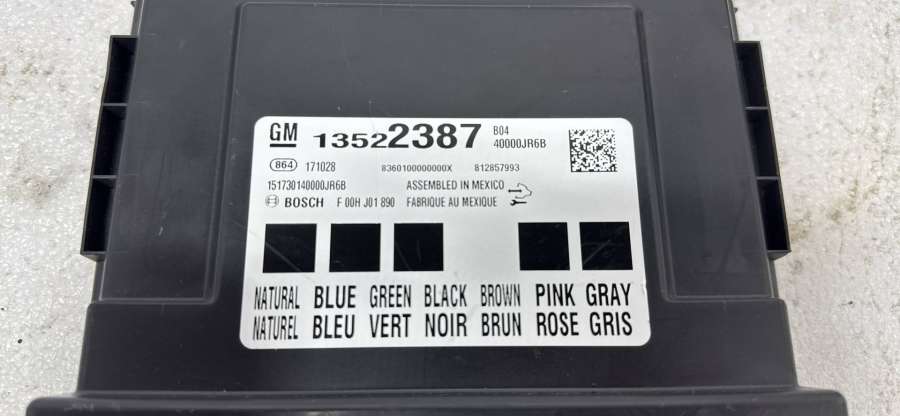 GM 13522387 B04
40000JR6B
864 171028 8360100000000X 812857993
151730140000JR6B ASSEMBLED IN MEXICO
BOSCH F 00H J01 890 FABRIQUE AU MEXIQUE
NATURAL BLUE GREEN BLACK BROWN PINK GRAY
NATUREL BLEU VERT NOIR BRUN ROSE GRIS